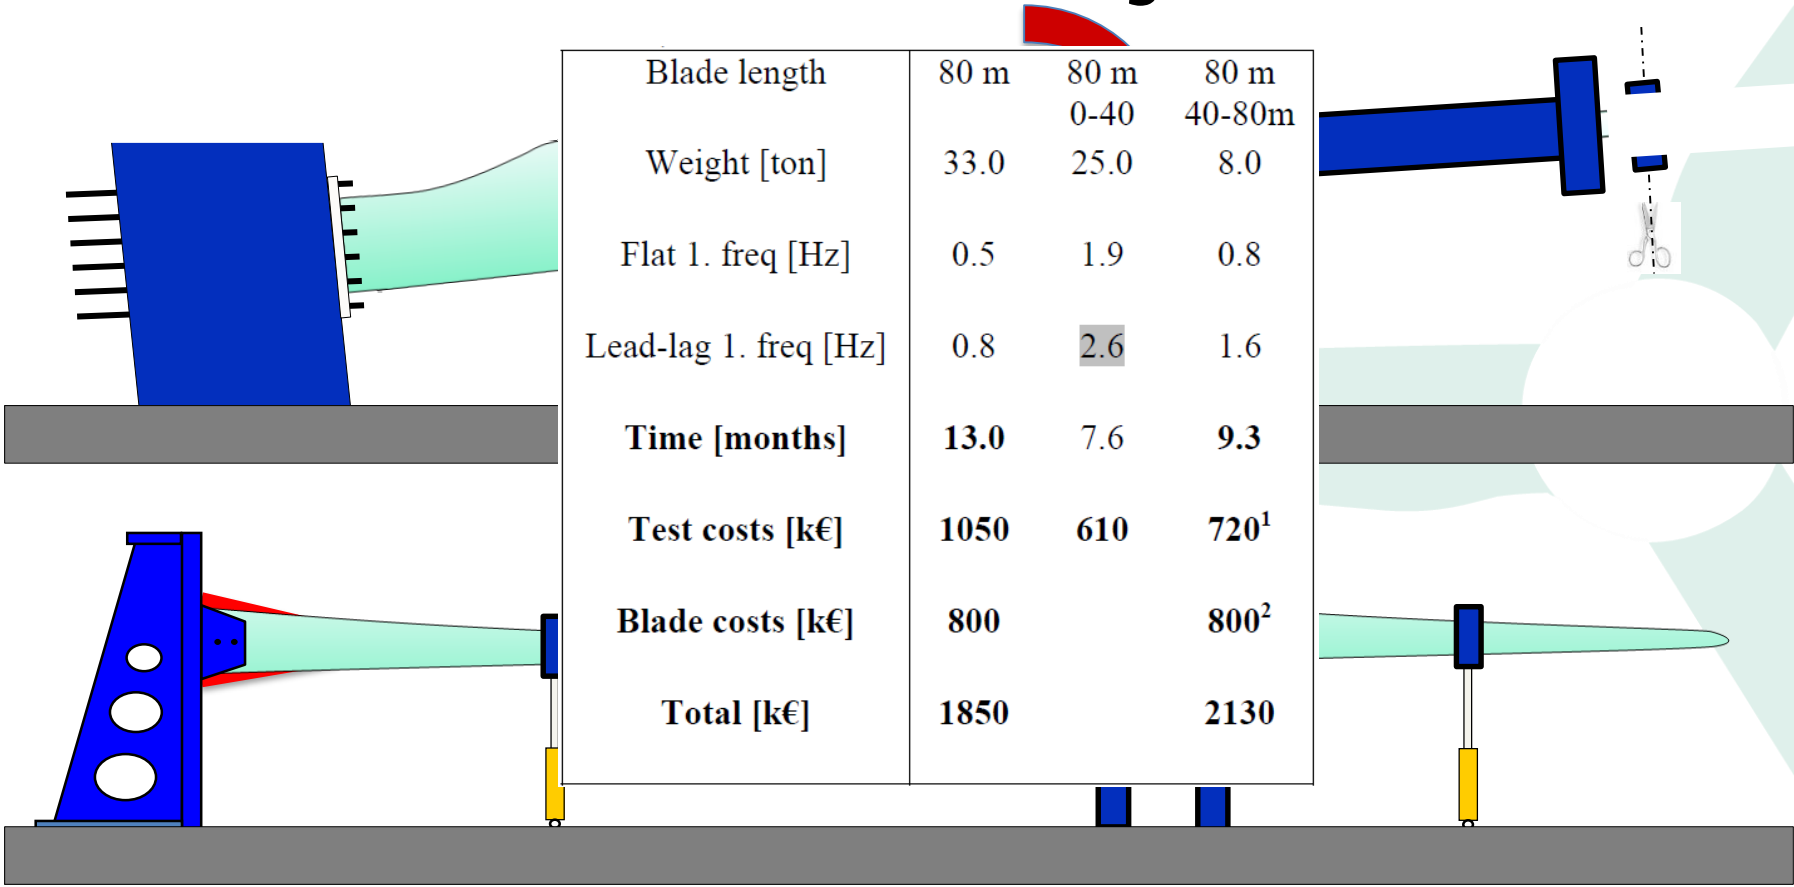 Blade length 80 m 80 m 80 m
0-40 40-80m
Weight [ton] 33.0 25.0 8.0
Flat 1. freq [Hz] 0.5 1.9 0.8
Lead-lag 1. freq [Hz] 0.8 2.6 1.6
Time [months] 13.0 7.6 9.3
Test costs [k€] 1050 610 720¹
Blade costs [k€] 800 800²
Total [k€] 1850 2130